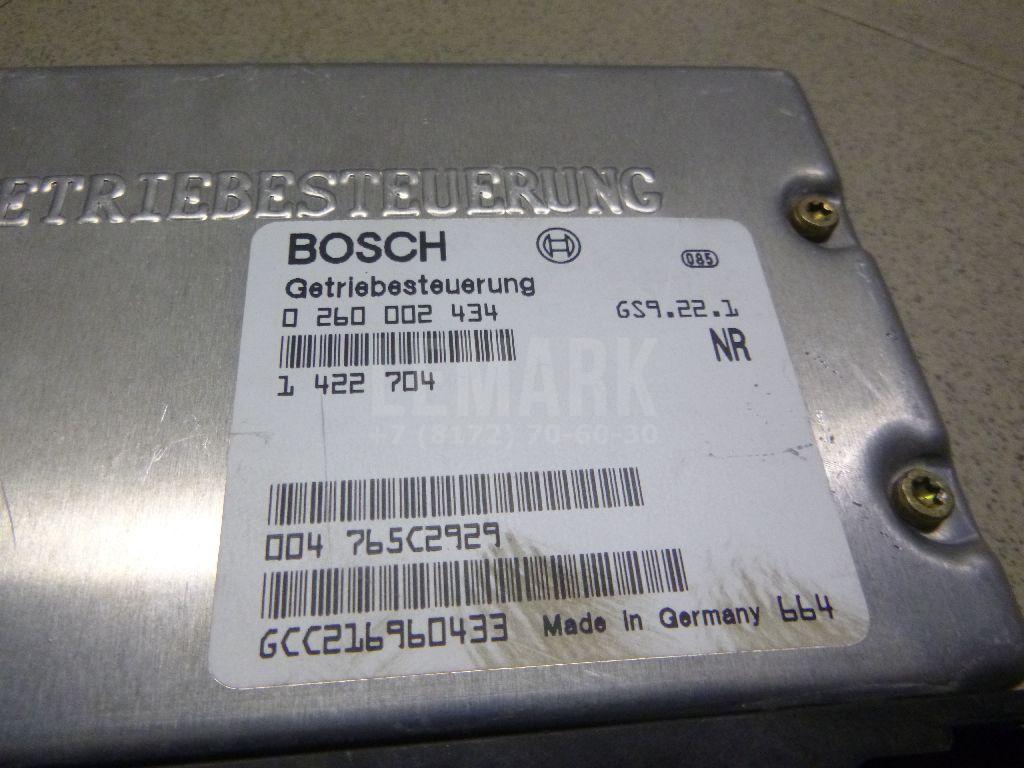 ETRIEBESTEUERUNG
BOSCH
085
Getriebesteuerung
0 260 002 434 GS9.22.1
NR
1 422 704
LEMARK
+7 (8172) 70-60-30
004 765C2929
GCC216960433 Made in Germany 664